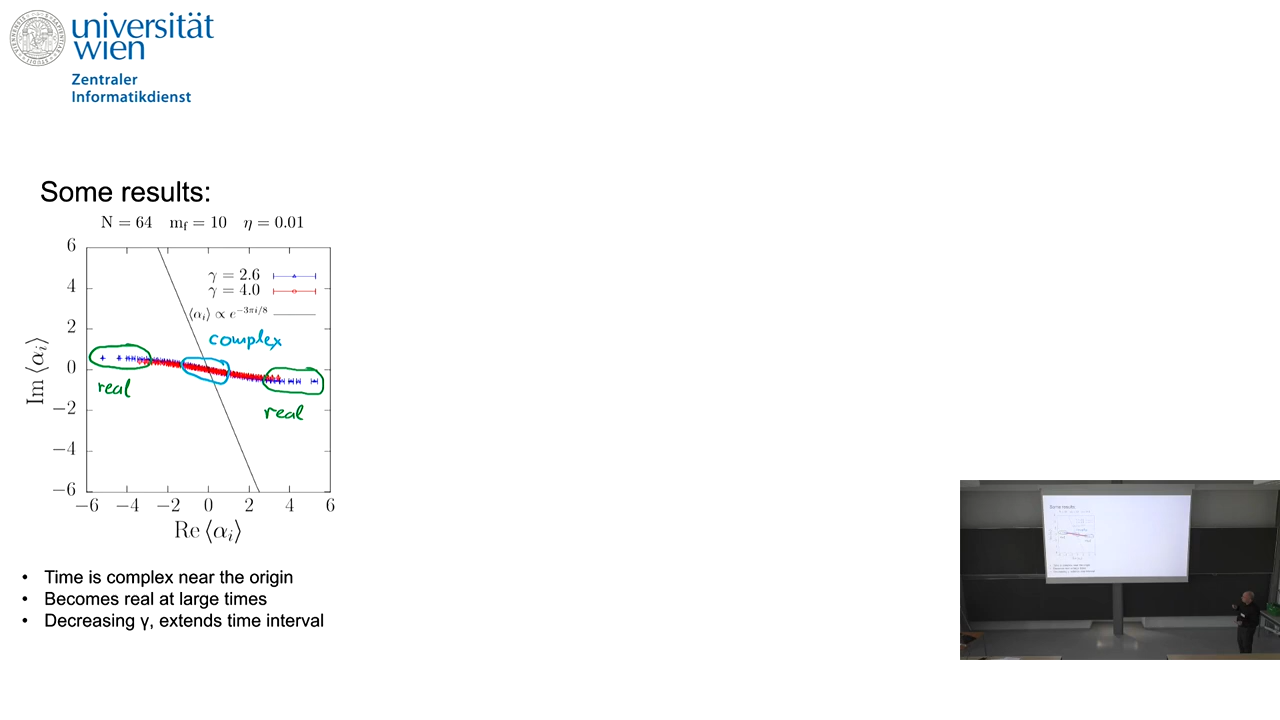 universität
wien
Zentraler
Informatikdienst
Some results:
N = 64 m_f = 10 η = 0.01
γ = 2.6
γ = 4.0
⟨α_i⟩ ∝ e^{−3πi/8}
complex
real
real
6
4
2
0
−2
−4
−6
Im ⟨α_i⟩
−6 −4 −2 0 2 4 6
Re ⟨α_i⟩
• Time is complex near the origin
• Becomes real at large times
• Decreasing γ, extends time interval